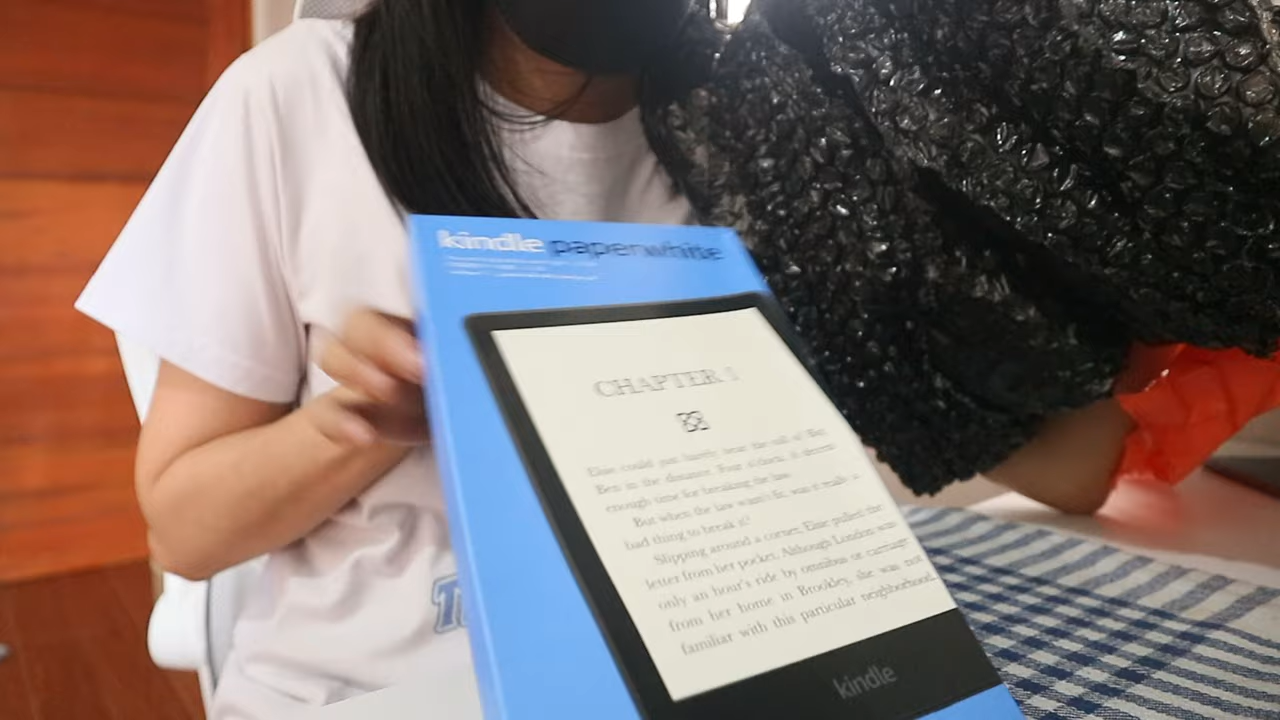 kindle paperwhite
CHAPTER 1
Elsie could just barely hear the toll of Big
Ben in the distance. Four o'clock. It
enough time for breaking the law.
But when the law wasn't fit, was it really a
bad thing to break it?
Slipping around a corner, Elsie pulled the
letter from her pocket. Although London was
only an hour's ride by omnibus or carriage
from her home in Brookley, she was not
familiar with this particular neighborhood.
kindle